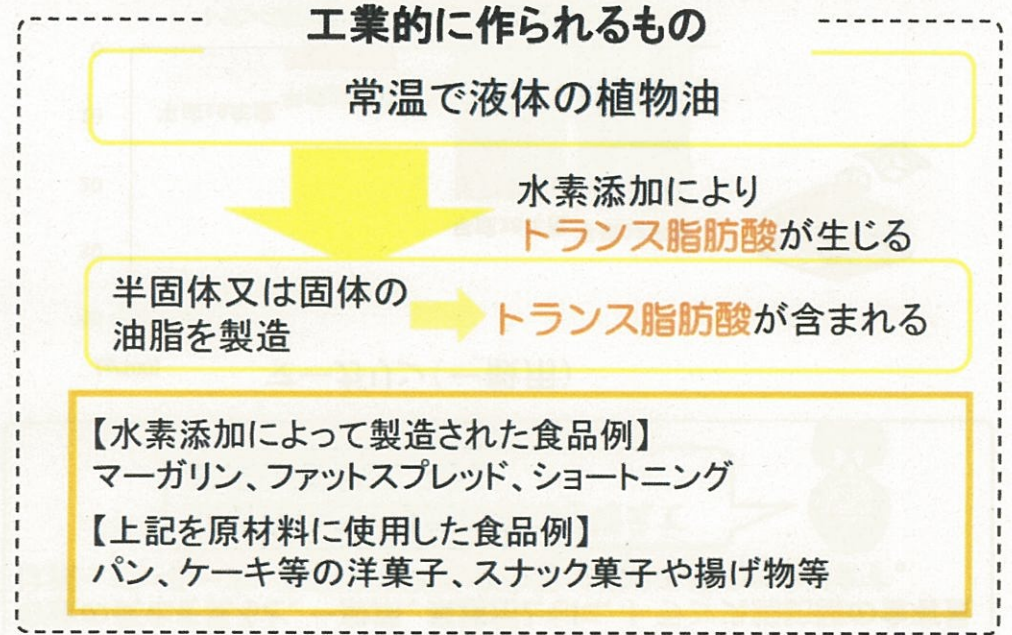 工業的に作られるもの
常温で液体の植物油
水素添加により
トランス脂肪酸が生じる
半固体又は固体の
油脂を製造
トランス脂肪酸が含まれる
【水素添加によって製造された食品例】
マーガリン、ファットスプレッド、ショートニング
【上記を原材料に使用した食品例】
パン、ケーキ等の洋菓子、スナック菓子や揚げ物等